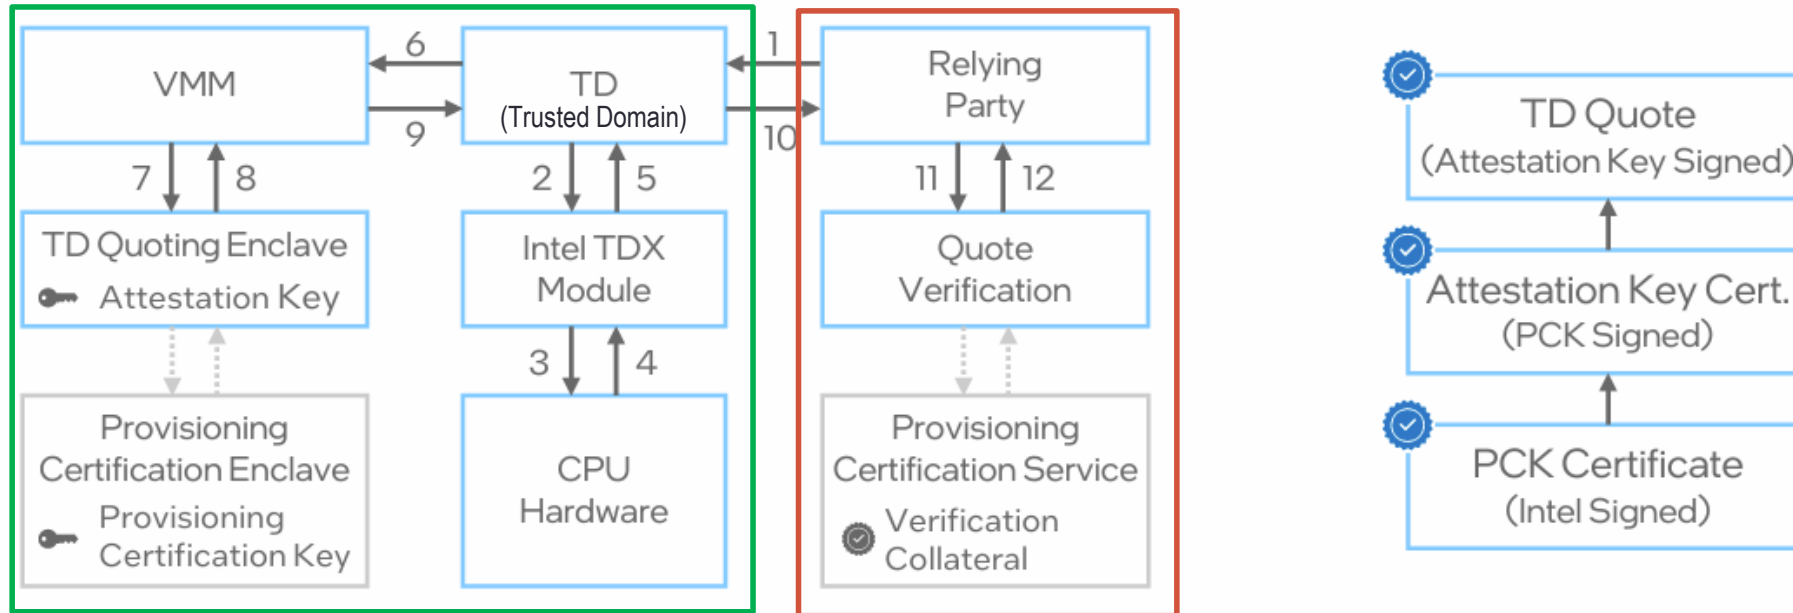 VMM
6
9
TD
(Trusted Domain)
1
10
Relying
Party
7
8
2
5
11
12
TD Quoting Enclave
Attestation Key
Intel TDX
Module
Quote
Verification
3
4
Provisioning
Certification Enclave
Provisioning
Certification Key
CPU
Hardware
Provisioning
Certification Service
Verification
Collateral
TD Quote
(Attestation Key Signed)
Attestation Key Cert.
(PCK Signed)
PCK Certificate
(Intel Signed)